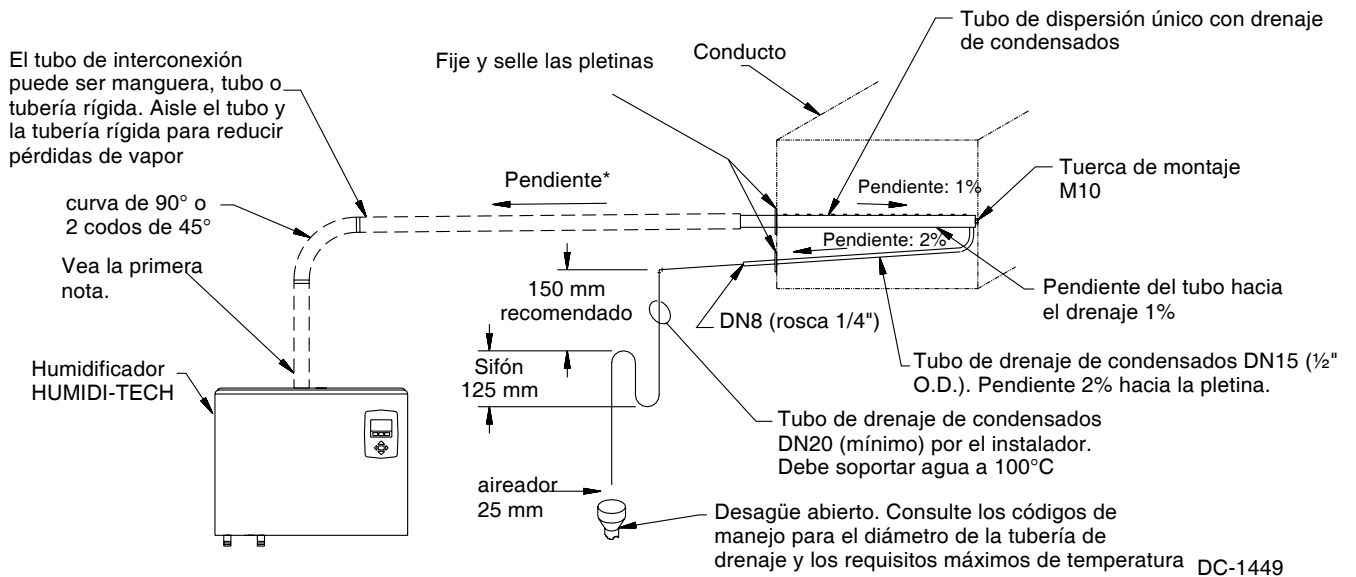 Tubo de dispersión único con drenaje
de condensados
Conducto
Fije y selle las pletinas
El tubo de interconexión
puede ser manguera, tubo o
tubería rígida. Aisle el tubo y
la tubería rígida para reducir
pérdidas de vapor
Tuerca de montaje
M10
Pendiente*
Pendiente: 1%
curva de 90° o
2 codos de 45°
Pendiente: 2%
Vea la primera
nota.
150 mm
recomendado
Pendiente del tubo hacia
el drenaje 1%
DN8 (rosca 1/4")
Humidificador
HUMIDI-TECH
Sifón
125 mm
Tubo de drenaje de condensados DN15 (½"
O.D.). Pendiente 2% hacia la pletina.
Tubo de drenaje de condensados
DN20 (mínimo) por el instalador.
Debe soportar agua a 100°C
aireador
25 mm
Desagüe abierto. Consulte los códigos de
manejo para el diámetro de la tubería de
drenaje y los requisitos máximos de temperatura
DC-1449